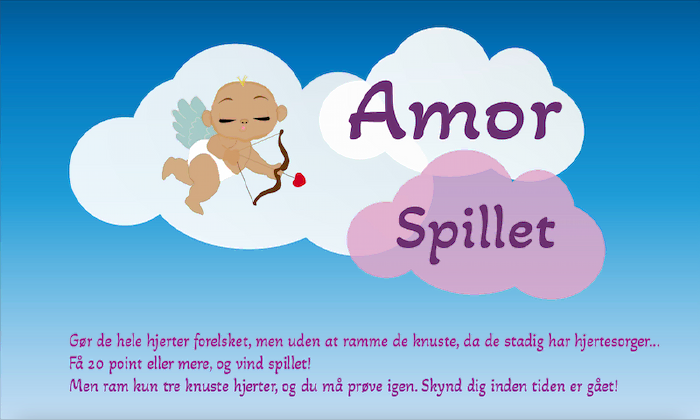 Amor
Spillet
Gør de hele hjerter forelsket, men uden at ramme de knuste, da de stadig har hjertesorger...
Få 20 point eller mere, og vind spillet!
Men ram kun tre knuste hjerter, og du må prøve igen. Skynd dig inden tiden er gået!